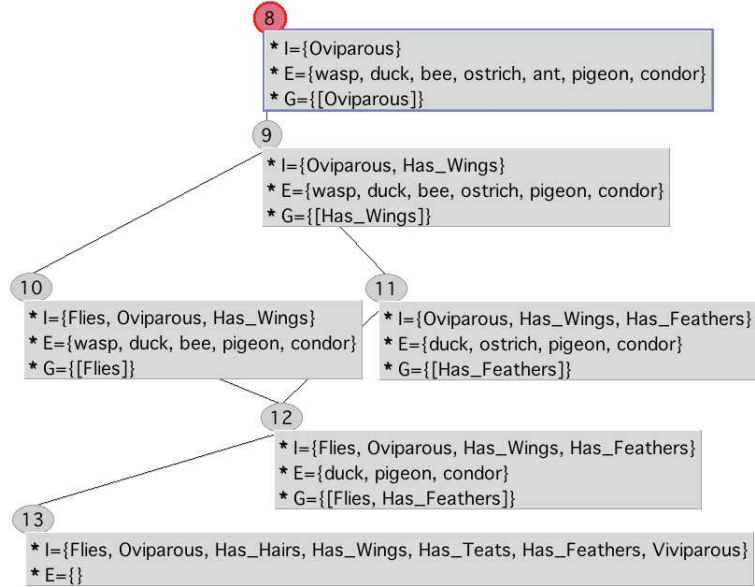 8
* I={Oviparous}
* E={wasp, duck, bee, ostrich, ant, pigeon, condor}
* G={[Oviparous]}
9
* I={Oviparous, Has_Wings}
* E={wasp, duck, bee, ostrich, pigeon, condor}
* G={[Has_Wings]}
10
* I={Flies, Oviparous, Has_Wings}
* E={wasp, duck, bee, pigeon, condor}
* G={[Flies]}
11
* I={Oviparous, Has_Wings, Has_Feathers}
* E={duck, ostrich, pigeon, condor}
* G={[Has_Feathers]}
12
* I={Flies, Oviparous, Has_Wings, Has_Feathers}
* E={duck, pigeon, condor}
* G={[Flies, Has_Feathers]}
13
* I={Flies, Oviparous, Has_Hairs, Has_Wings, Has_Teats, Has_Feathers, Viviparous}
* E={}